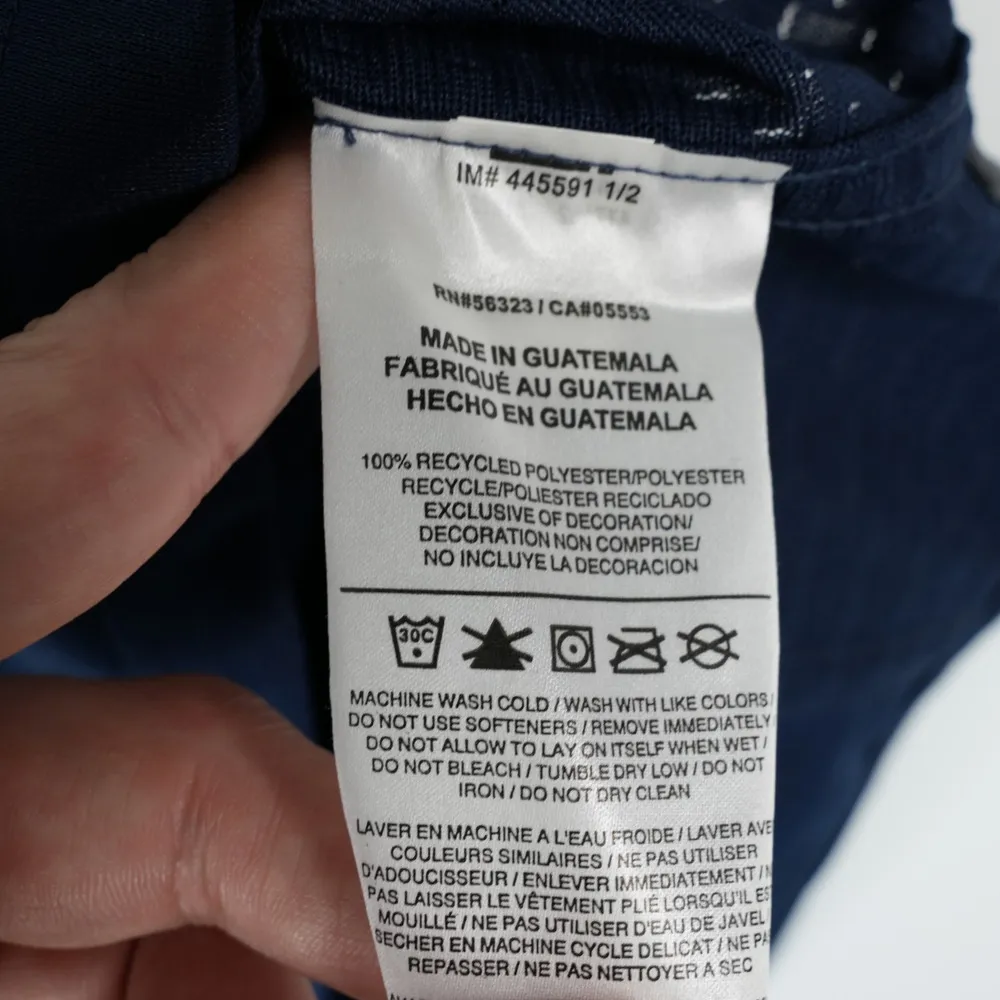 IM# 445591 1/2
RN#56323 / CA#05553
MADE IN GUATEMALA
FABRIQUÉ AU GUATEMALA
HECHO EN GUATEMALA
100% RECYCLED POLYESTER/POLYESTER
RECYCLE/POLIESTER RECICLADO
EXCLUSIVE OF DECORATION/
DECORATION NON COMPRISE/
NO INCLUYE LA DECORACION
30C
MACHINE WASH COLD / WASH WITH LIKE COLORS /
DO NOT USE SOFTENERS / REMOVE IMMEDIATELY
DO NOT ALLOW TO LAY ON ITSELF WHEN WET /
DO NOT BLEACH / TUMBLE DRY LOW / DO NOT
IRON / DO NOT DRY CLEAN
LAVER EN MACHINE A L'EAU FROIDE / LAVER AVE
COULEURS SIMILAIRES / NE PAS UTILISER
D'ADOUCISSEUR / ENLEVER IMMEDIATEMENT / N
PAS LAISSER LE VÊTEMENT PLIÉ LORSQU'IL ES
MOUILLÉ / NE PAS UTILISER D'EAU DE JAVEL /
SECHER EN MACHINE CYCLE DELICAT / NE PA
REPASSER / NE PAS NETTOYER A SEC